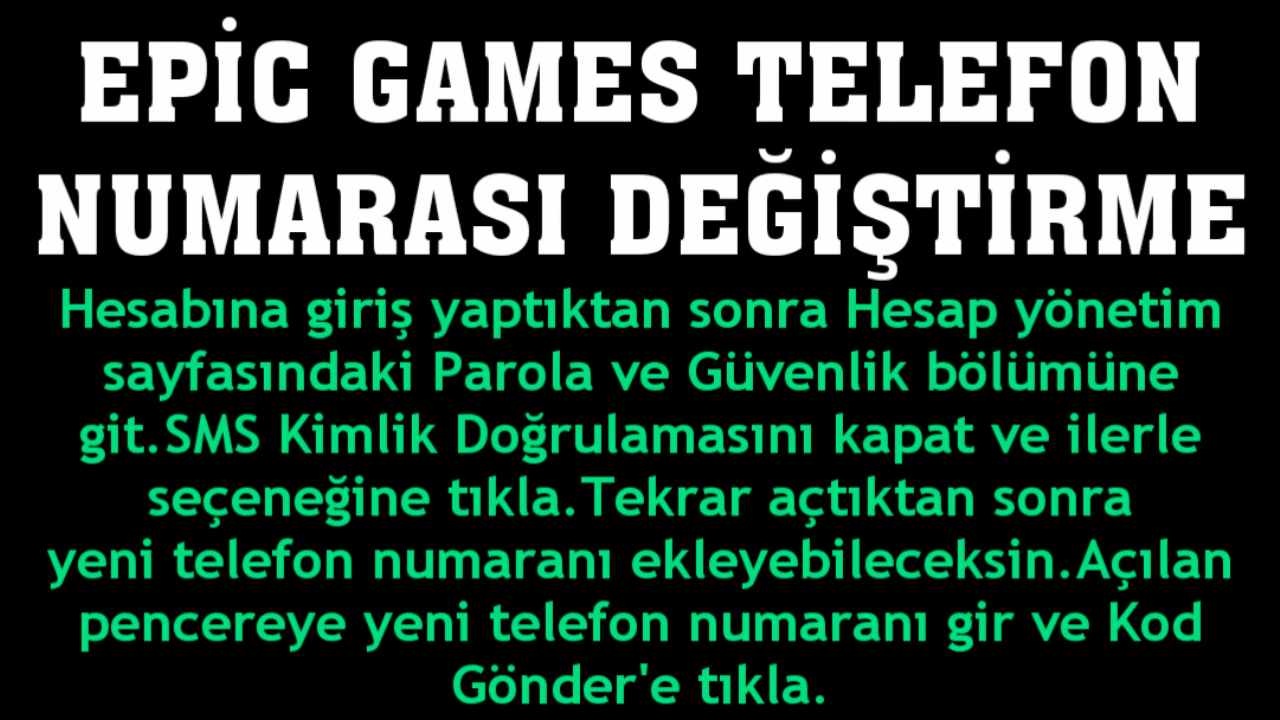 EPİC GAMES TELEFON
NUMARASI DEĞİŞTİRME
Hesabına giriş yaptıktan sonra Hesap yönetim
sayfasındaki Parola ve Güvenlik bölümüne
git.SMS Kimlik Doğrulamasını kapat ve ilerle
seçeneğine tıkla.Tekrar açtıktan sonra
yeni telefon numaranı ekleyebileceksin.Açılan
pencereye yeni telefon numaranı gir ve Kod
Gönder'e tıkla.